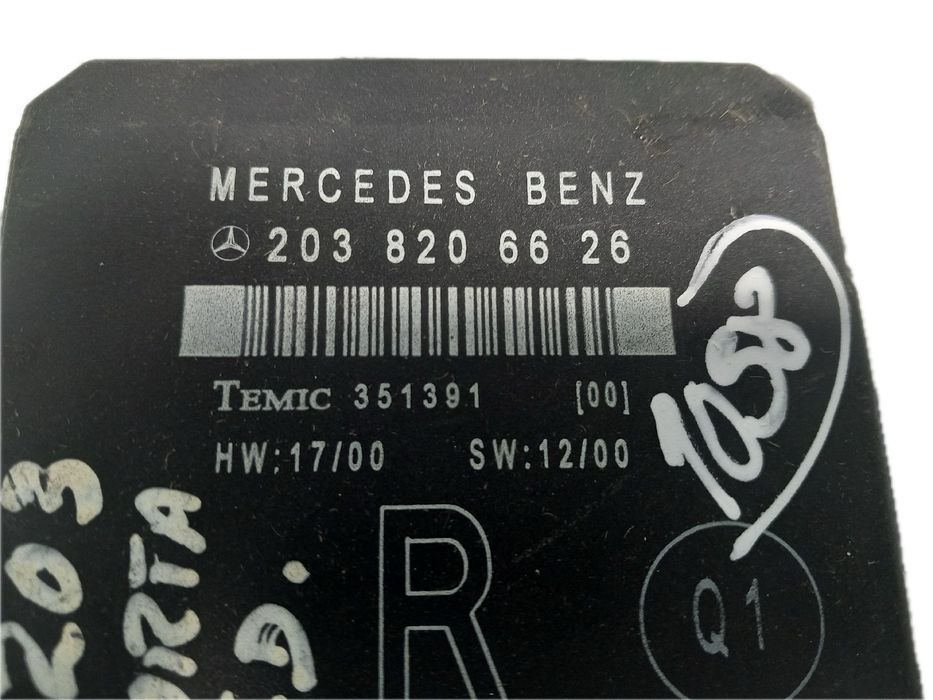 MERCEDES BENZ
203 820 66 26
TEMIC 351391 [00]
HW:17/00 SW:12/00
R
Q1
203
D.